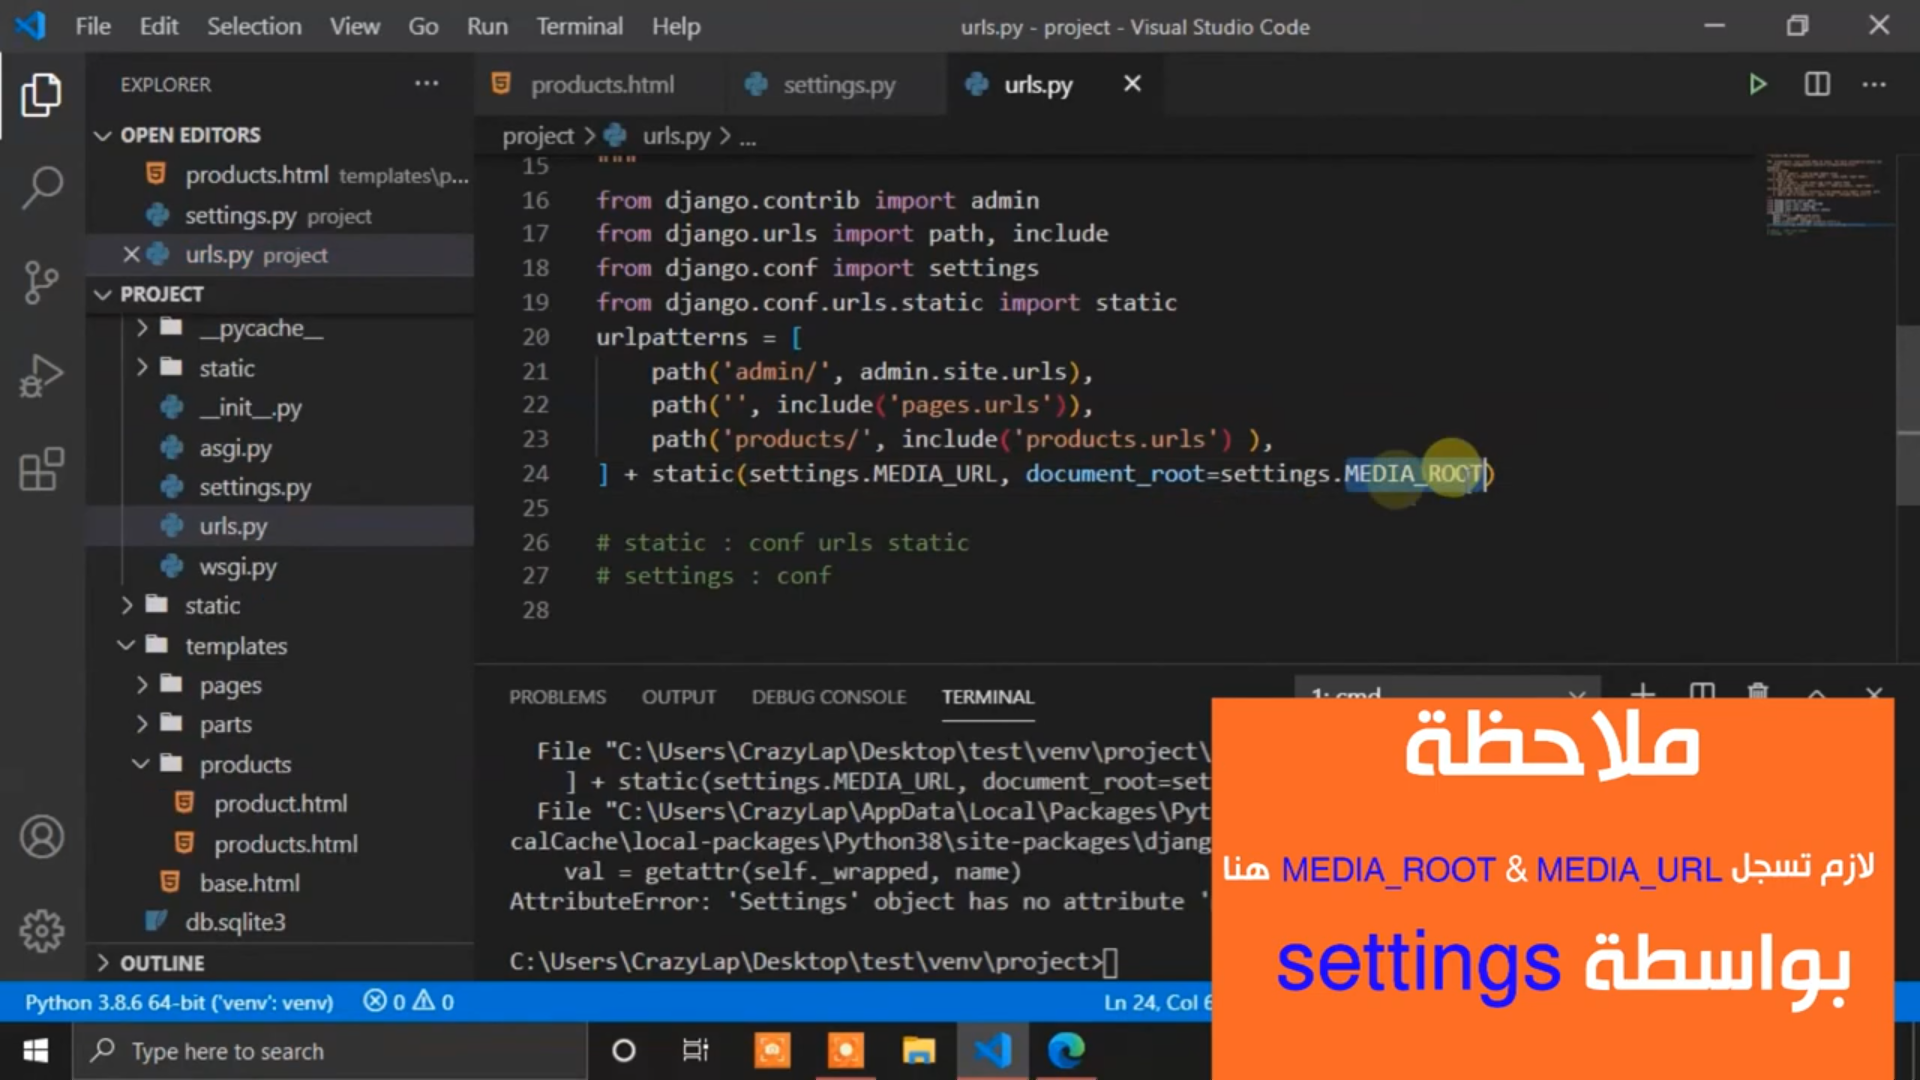 File Edit Selection View Go Run Terminal Help
urls.py - project - Visual Studio Code
EXPLORER
OPEN EDITORS
products.html templates\p...
settings.py project
urls.py project
PROJECT
__pycache__
static
__init__.py
asgi.py
settings.py
urls.py
wsgi.py
static
templates
pages
parts
products
product.html
products.html
base.html
db.sqlite3
OUTLINE
products.html settings.py urls.py
project > urls.py > ...
15 """
16 from django.contrib import admin
17 from django.urls import path, include
18 from django.conf import settings
19 from django.conf.urls.static import static
20 urlpatterns = [
21 path('admin/', admin.site.urls),
22 path('', include('pages.urls')),
23 path('products/', include('products.urls') ),
24 ] + static(settings.MEDIA_URL, document_root=settings.MEDIA_ROOT)
25
26 # static : conf urls static
27 # settings : conf
28
PROBLEMS OUTPUT DEBUG CONSOLE TERMINAL
1: cmd
File "C:\Users\CrazyLap\Desktop\test\venv\project\
] + static(settings.MEDIA_URL, document_root=set
File "C:\Users\CrazyLap\AppData\Local\Packages\Pyt
calCache\local-packages\Python38\site-packages\djang
val = getattr(self._wrapped, name)
AttributeError: 'Settings' object has no attribute '
C:\Users\CrazyLap\Desktop\test\venv\project>
ملاحظة
لازم تسجل MEDIA_ROOT & MEDIA_URL هنا
بواسطة settings
Python 3.8.6 64-bit ('venv': venv) 0 0
Ln 24, Col 6
Type here to search